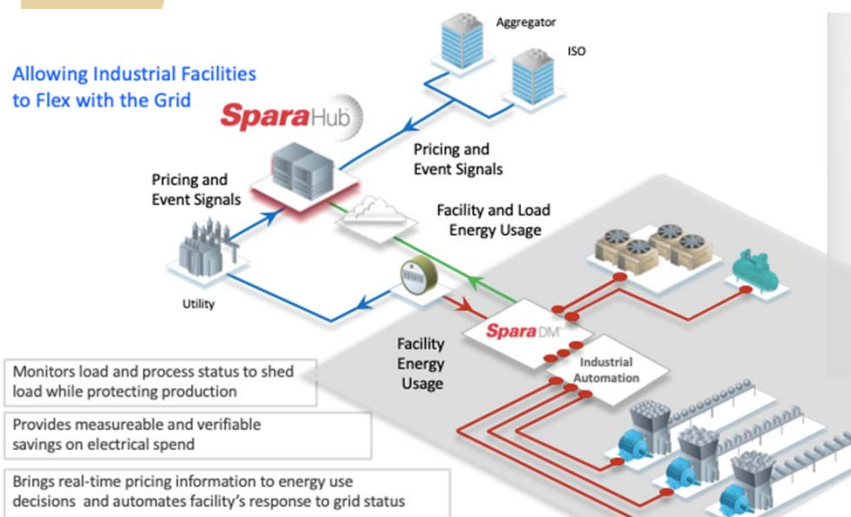 Aggregator
ISO
Allowing Industrial Facilities
to Flex with the Grid
SparaHub
Pricing and
Event Signals
Pricing and
Event Signals
Facility and Load
Energy Usage
Utility
SparaDM
Facility
Energy
Usage
Industrial
Automation
Monitors load and process status to shed
load while protecting production
Provides measureable and verifiable
savings on electrical spend
Brings real-time pricing information to energy use
decisions and automates facility's response to grid status